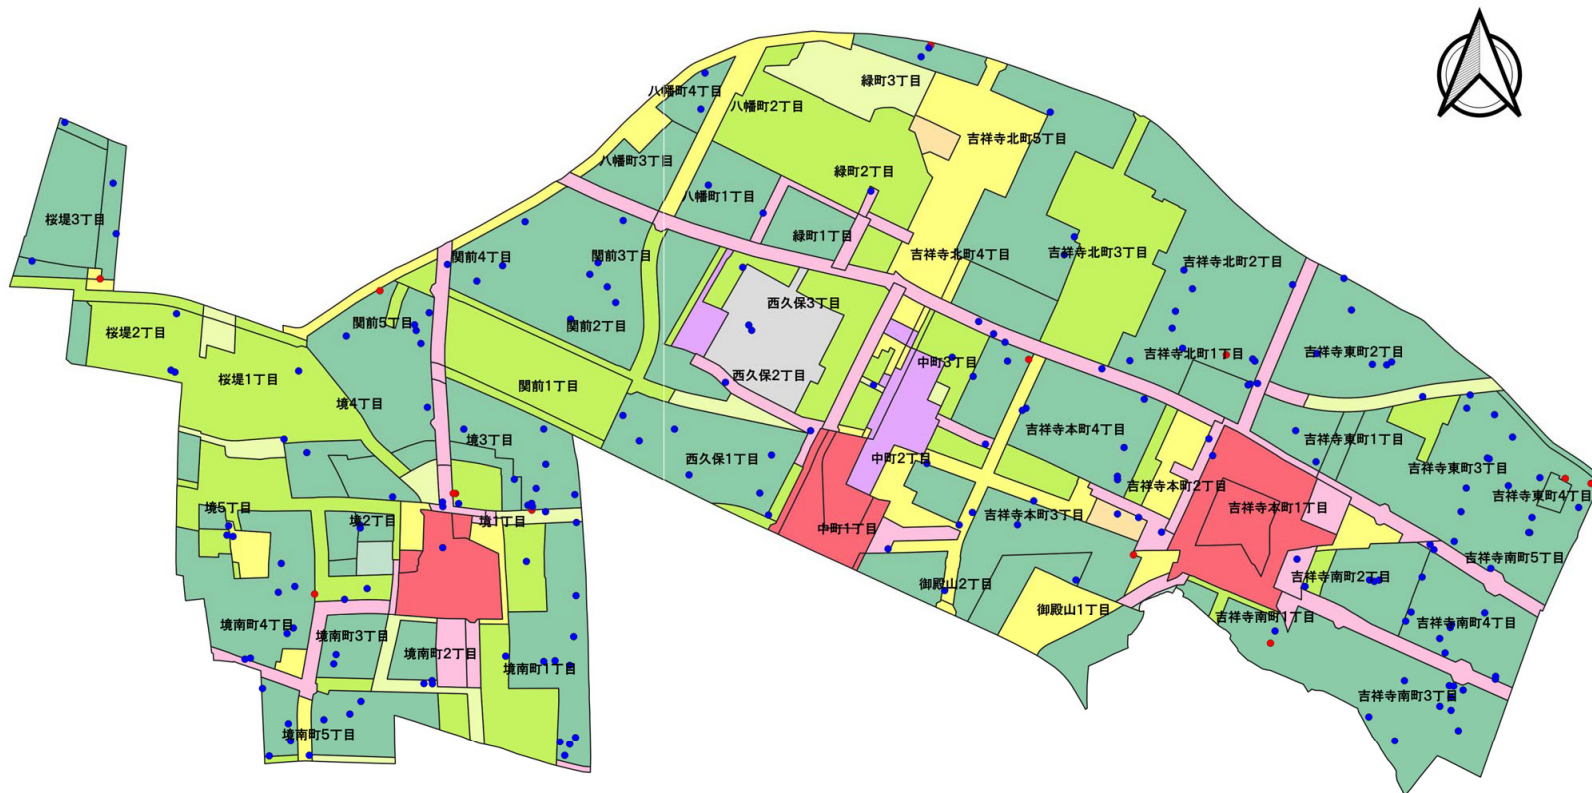 緑町3丁目
八幡町4丁目
八幡町2丁目
吉祥寺北町5丁目
八幡町3丁目
緑町2丁目
八幡町1丁目
桜堤3丁目
緑町1丁目
吉祥寺北町4丁目
吉祥寺北町3丁目
関前4丁目
関前3丁目
吉祥寺北町2丁目
西久保3丁目
関前5丁目
関前2丁目
桜堤2丁目
吉祥寺北町1丁目
吉祥寺東町2丁目
中町3丁目
桜堤1丁目
西久保2丁目
関前1丁目
境4丁目
吉祥寺本町4丁目
吉祥寺東町1丁目
境3丁目
西久保1丁目
中町2丁目
吉祥寺東町3丁目
吉祥寺本町2丁目
吉祥寺東町4丁目
境5丁目
吉祥寺本町1丁目
吉祥寺本町3丁目
境2丁目
境1丁目
中町1丁目
吉祥寺南町5丁目
吉祥寺南町2丁目
御殿山2丁目
御殿山1丁目
吉祥寺南町1丁目
境南町4丁目
吉祥寺南町4丁目
境南町3丁目
境南町2丁目
境南町1丁目
吉祥寺南町3丁目
境南町5丁目